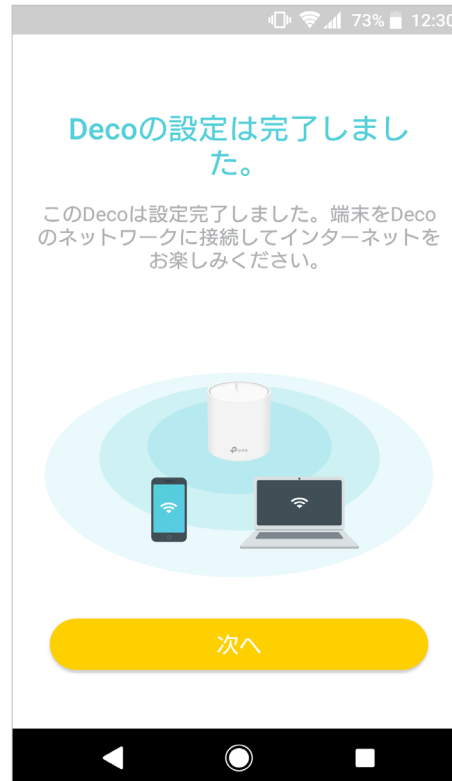 73% 12:30
Decoの設定は完了しまし
た。
このDecoは設定完了しました。端末をDeco
のネットワークに接続してインターネットを
お楽しみください。
次へ